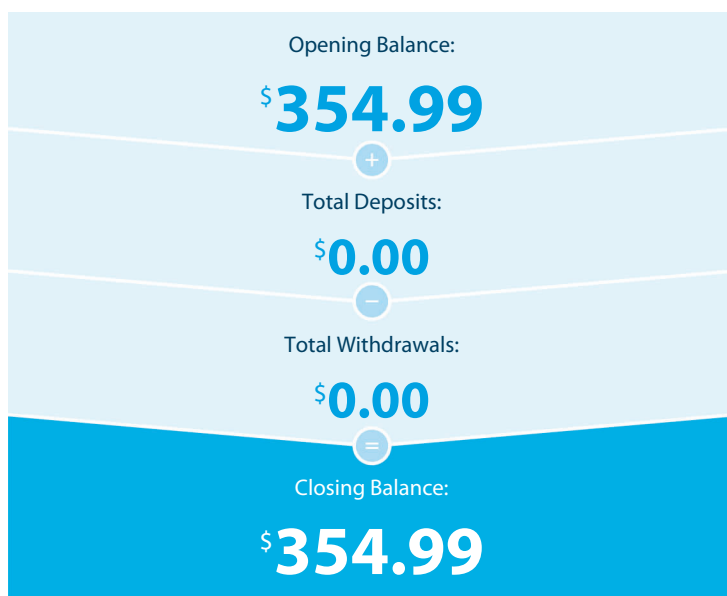 Opening Balance:
$354.99
+
Total Deposits:
$0.00
−
Total Withdrawals:
$0.00
=
Closing Balance:
$354.99